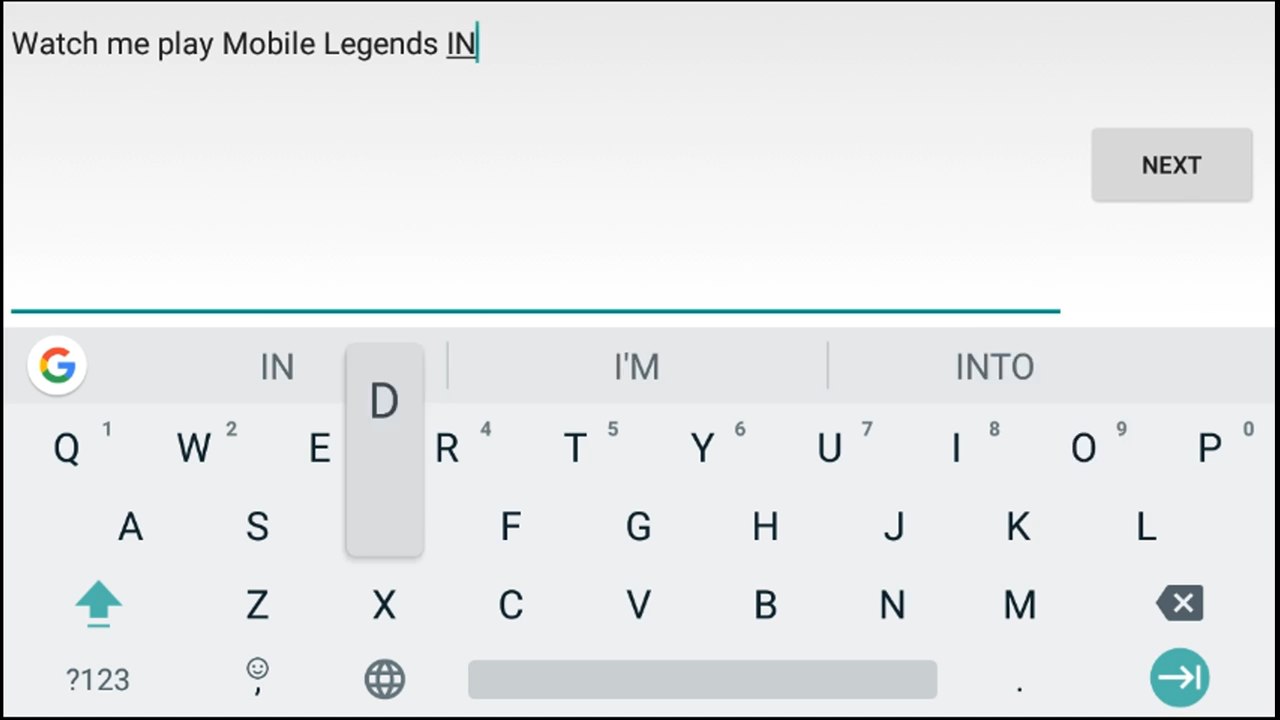 Watch me play Mobile Legends IN
NEXT
IN I'M INTO
D
Q 1 W 2 E R 4 T 5 Y 6 U 7 I 8 O 9 P 0
A S F G H J K L
Z X C V B N M
?123 , .